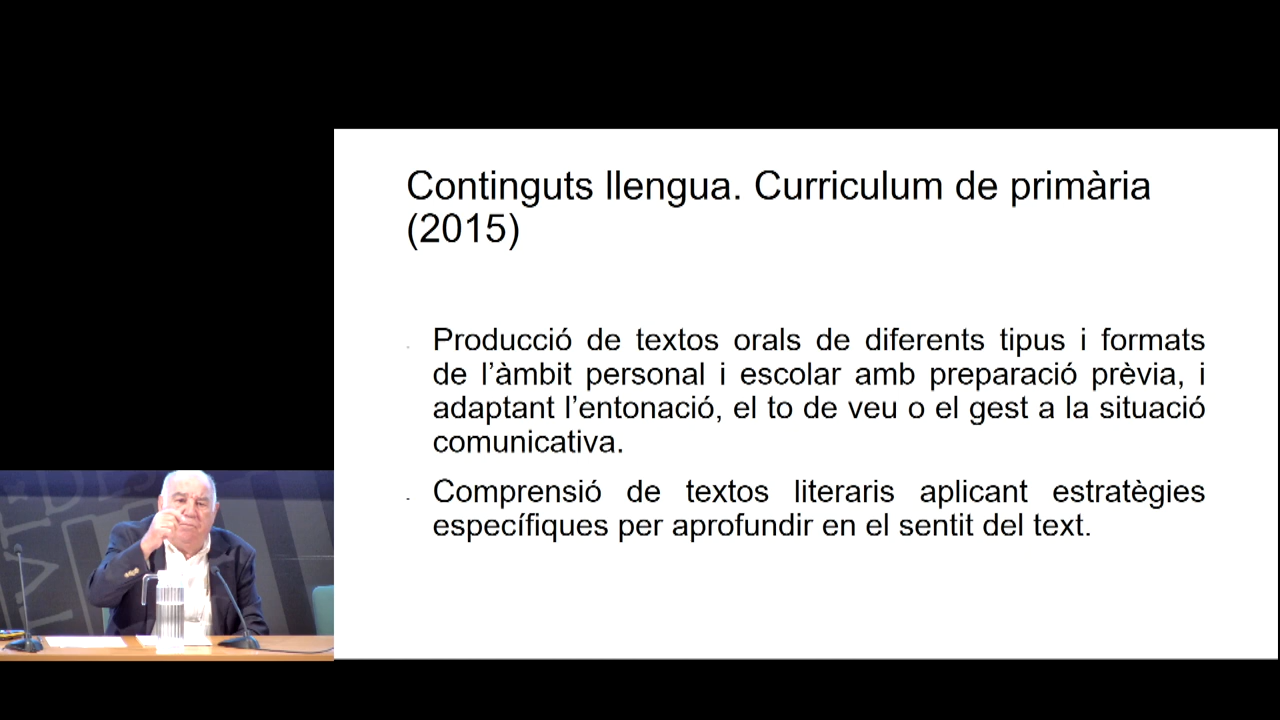 Continguts llengua. Curriculum de primària
(2015)
Producció de textos orals de diferents tipus i formats
de l’àmbit personal i escolar amb preparació prèvia, i
adaptant l’entonació, el to de veu o el gest a la situació
comunicativa.
Comprensió de textos literaris aplicant estratègies
específiques per aprofundir en el sentit del text.